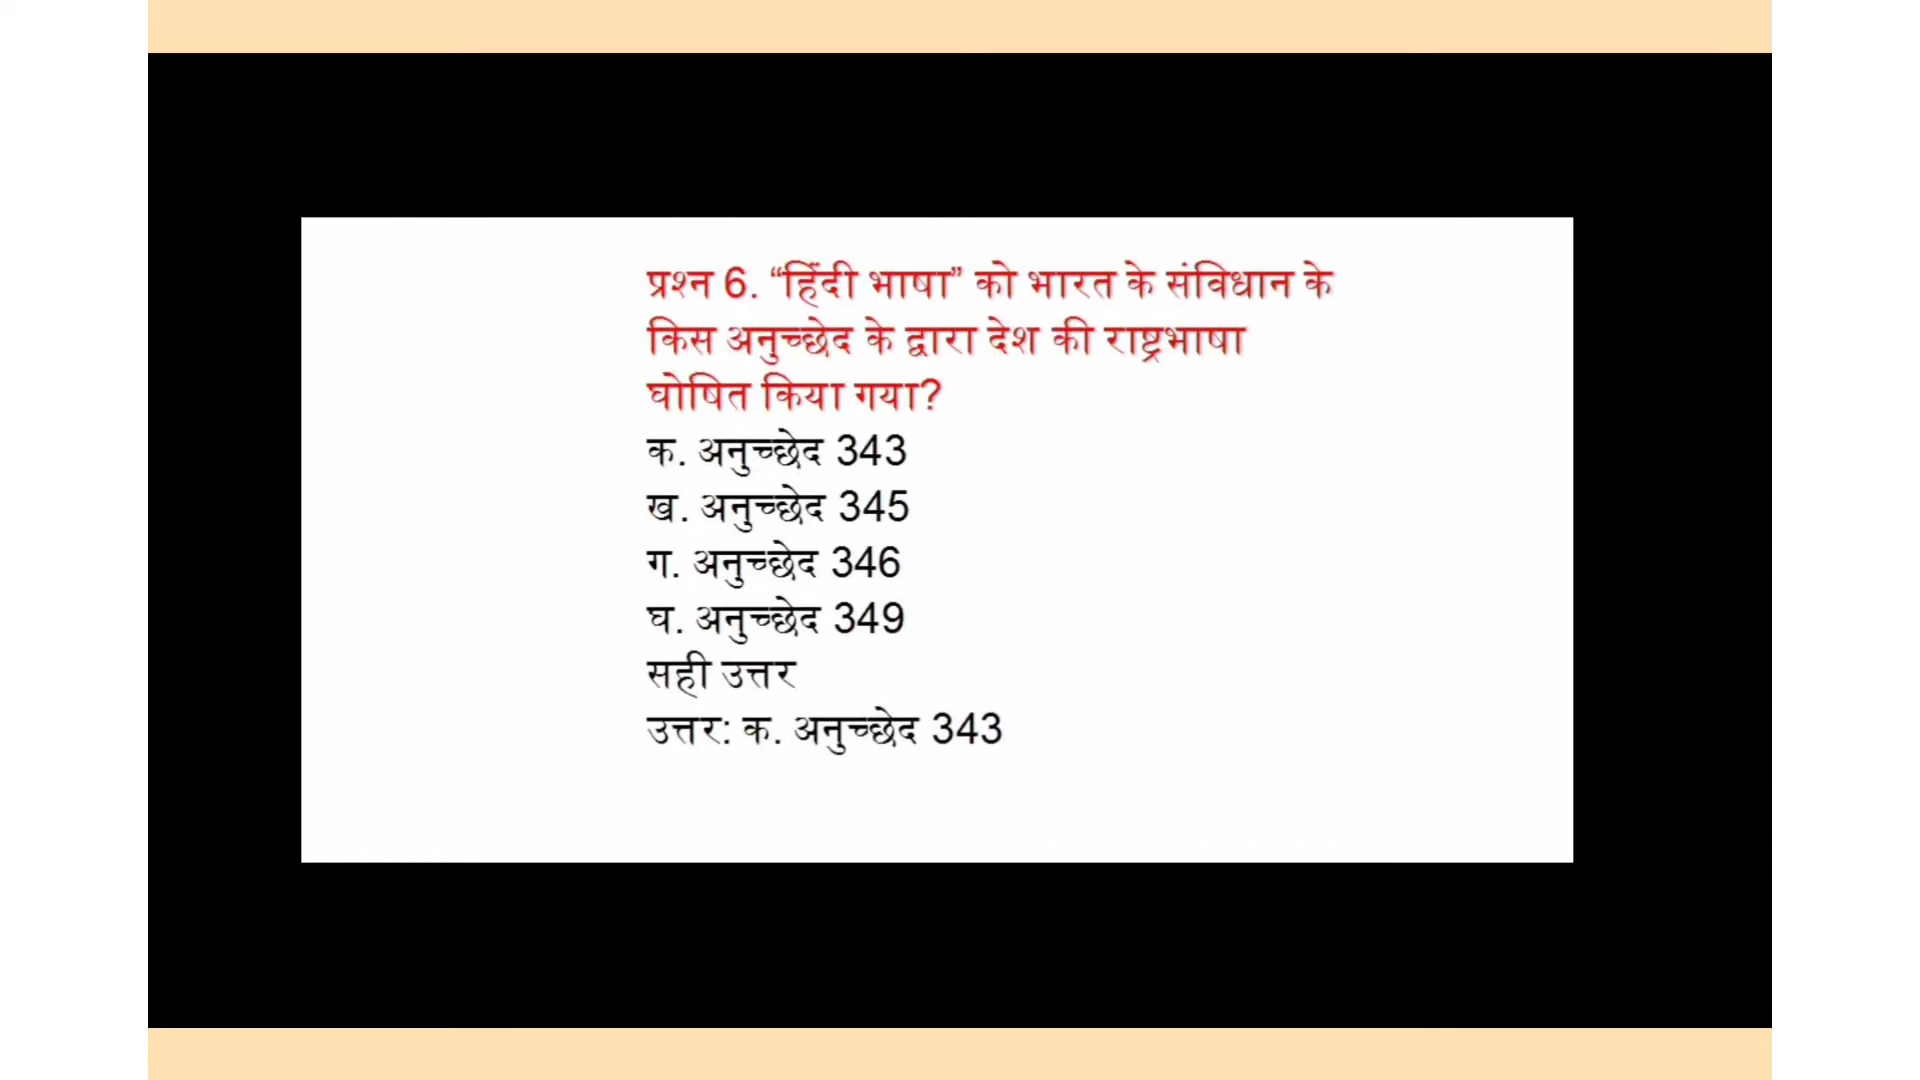 प्रश्न 6. “हिंदी भाषा” को भारत के संविधान के
किस अनुच्छेद के द्वारा देश की राष्ट्रभाषा
घोषित किया गया?
क. अनुच्छेद 343
ख. अनुच्छेद 345
ग. अनुच्छेद 346
घ. अनुच्छेद 349
सही उत्तर
उत्तर: क. अनुच्छेद 343